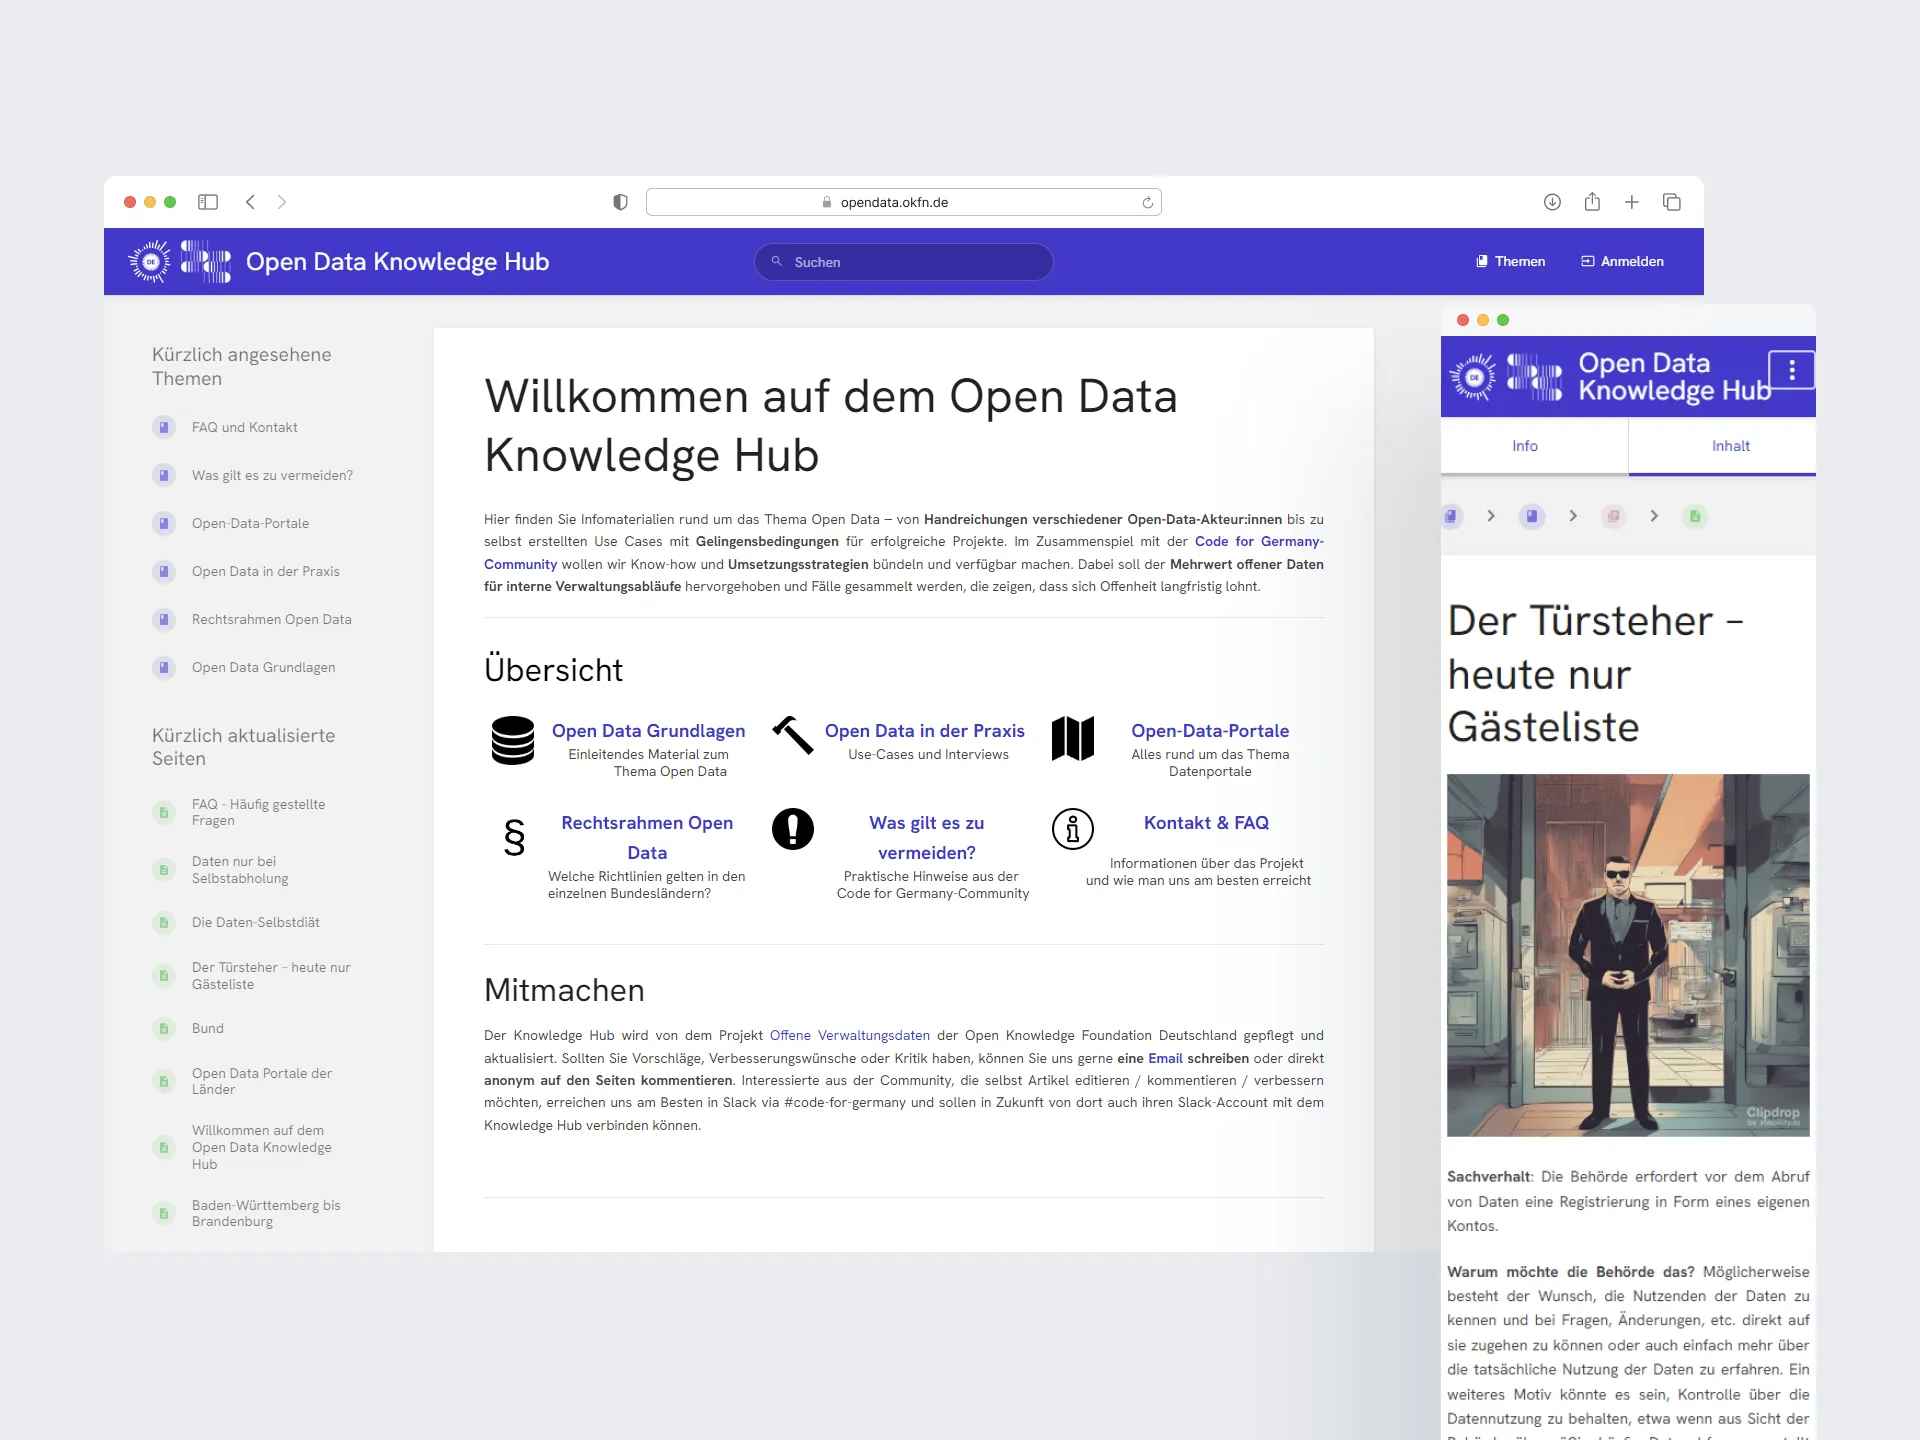 opendata.okfn.de
DE
Open Data Knowledge Hub
Suchen
Themen
Anmelden
Kürzlich angesehene
Themen
FAQ und Kontakt
Was gilt es zu vermeiden?
Open-Data-Portale
Open Data in der Praxis
Rechtsrahmen Open Data
Open Data Grundlagen
Kürzlich aktualisierte
Seiten
FAQ - Häufig gestellte
Fragen
Daten nur bei
Selbstabholung
Die Daten-Selbstdiät
Der Türsteher – heute nur
Gästeliste
Bund
Open Data Portale der
Länder
Willkommen auf dem
Open Data Knowledge
Hub
Baden-Württemberg bis
Brandenburg
Willkommen auf dem Open Data
Knowledge Hub
Hier finden Sie Infomaterialien rund um das Thema Open Data – von Handreichungen verschiedener Open-Data-Akteur:innen bis zu
selbst erstellten Use Cases mit Gelingensbedingungen für erfolgreiche Projekte. Im Zusammenspiel mit der Code for Germany-
Community wollen wir Know-how und Umsetzungsstrategien bündeln und verfügbar machen. Dabei soll der Mehrwert offener Daten
für interne Verwaltungsabläufe hervorgehoben und Fälle gesammelt werden, die zeigen, dass sich Offenheit langfristig lohnt.
Übersicht
Open Data Grundlagen
Einleitendes Material zum
Thema Open Data
Open Data in der Praxis
Use-Cases und Interviews
Open-Data-Portale
Alles rund um das Thema
Datenportale
§
Rechtsrahmen Open
Data
Welche Richtlinien gelten in den
einzelnen Bundesländern?
Was gilt es zu
vermeiden?
Praktische Hinweise aus der
Code for Germany-Community
Kontakt & FAQ
Informationen über das Projekt
und wie man uns am besten erreicht
Mitmachen
Der Knowledge Hub wird von dem Projekt Offene Verwaltungsdaten der Open Knowledge Foundation Deutschland gepflegt und
aktualisiert. Sollten Sie Vorschläge, Verbesserungswünsche oder Kritik haben, können Sie uns gerne eine Email schreiben oder direkt
anonym auf den Seiten kommentieren. Interessierte aus der Community, die selbst Artikel editieren / kommentieren / verbessern
möchten, erreichen uns am Besten in Slack via #code-for-germany und sollen in Zukunft von dort auch ihren Slack-Account mit dem
Knowledge Hub verbinden können.
DE
Open Data
Knowledge Hub
Info
Inhalt
Der Türsteher –
heute nur
Gästeliste
Clipdrop
by stability.ai
Sachverhalt: Die Behörde erfordert vor dem Abruf
von Daten eine Registrierung in Form eines eigenen
Kontos.
Warum möchte die Behörde das? Möglicherweise
besteht der Wunsch, die Nutzenden der Daten zu
kennen und bei Fragen, Änderungen, etc. direkt auf
sie zugehen zu können oder auch einfach mehr über
die tatsächliche Nutzung der Daten zu erfahren. Ein
weiteres Motiv könnte es sein, Kontrolle über die
Datennutzung zu behalten, etwa wenn aus Sicht der